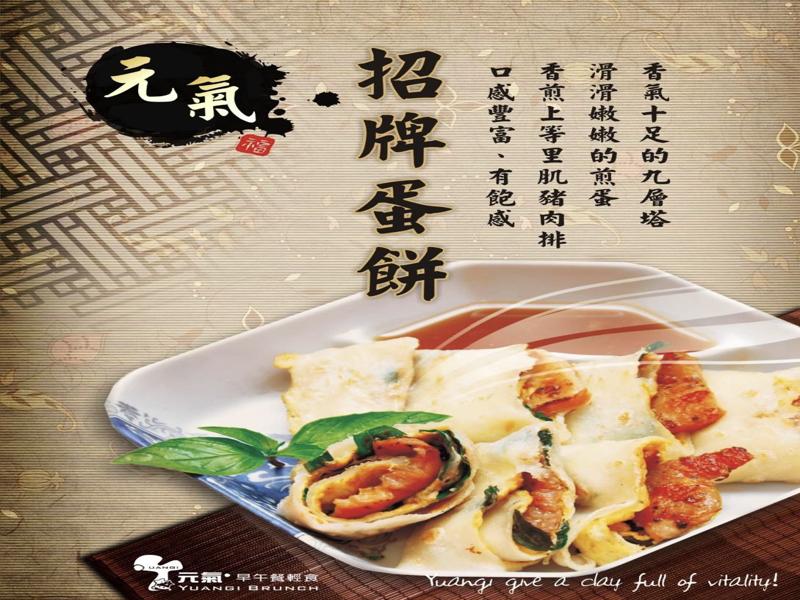 元氣
福
招牌蛋餅
香氣十足的九層塔
滑滑嫩嫩的煎蛋
香煎上等里肌豬肉排
口感豐富、有飽感
YUANGI
元氣·早午餐輕食
YUANGI BRUNCH
Yuangi give a day full of vitality!